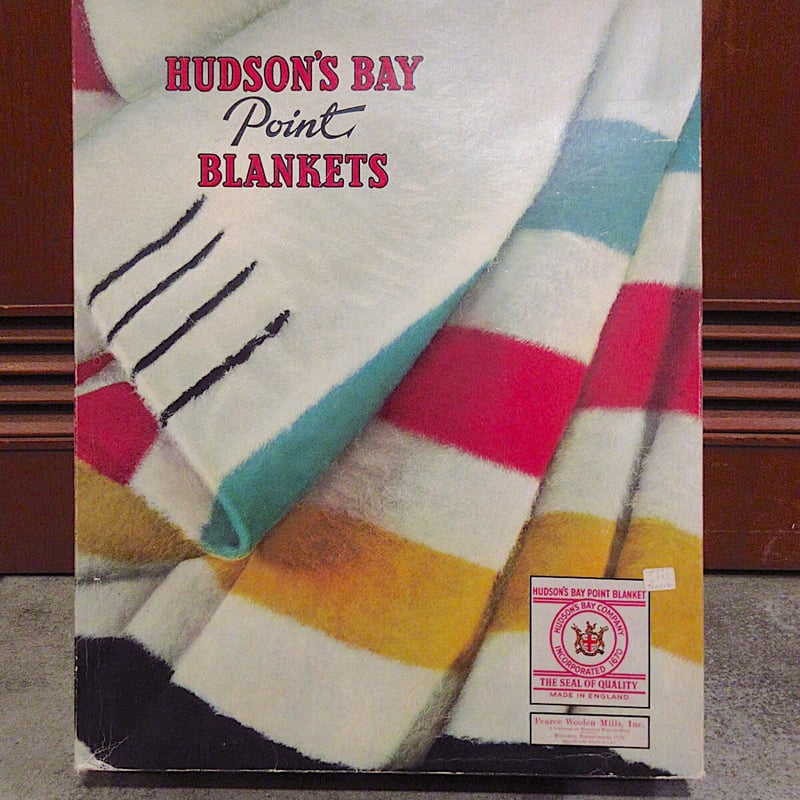 HUDSON'S BAY
Point
BLANKETS
HUDSON'S BAY POINT BLANKET
HUDSON'S BAY COMPANY
INCORPORATED 1670
THE SEAL OF QUALITY
MADE IN ENGLAND
Pearce Woolen Mills, Inc.